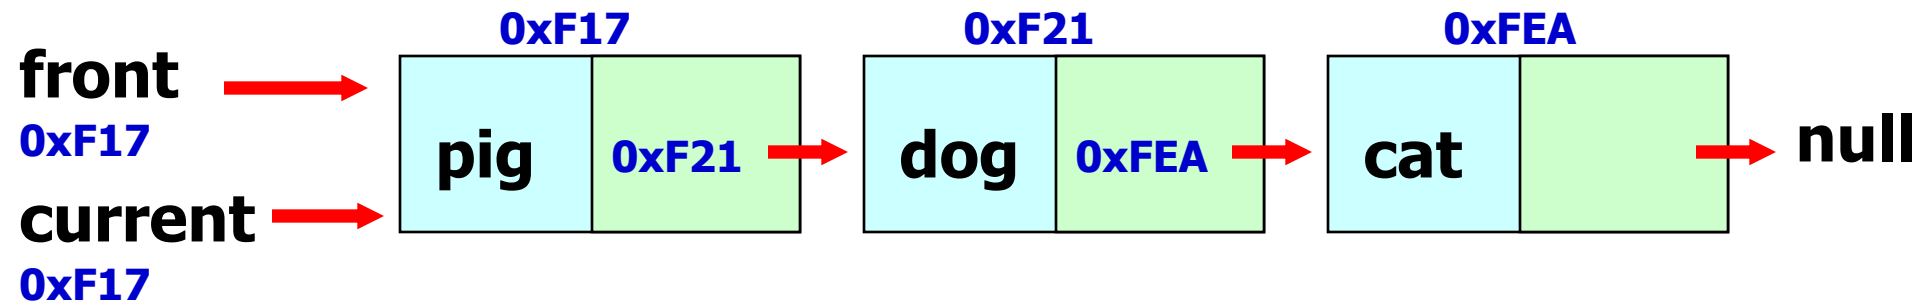 0xF17 0xF21 0xFEA
front
0xF17
pig 0xF21 dog 0xFEA cat null
current
0xF17